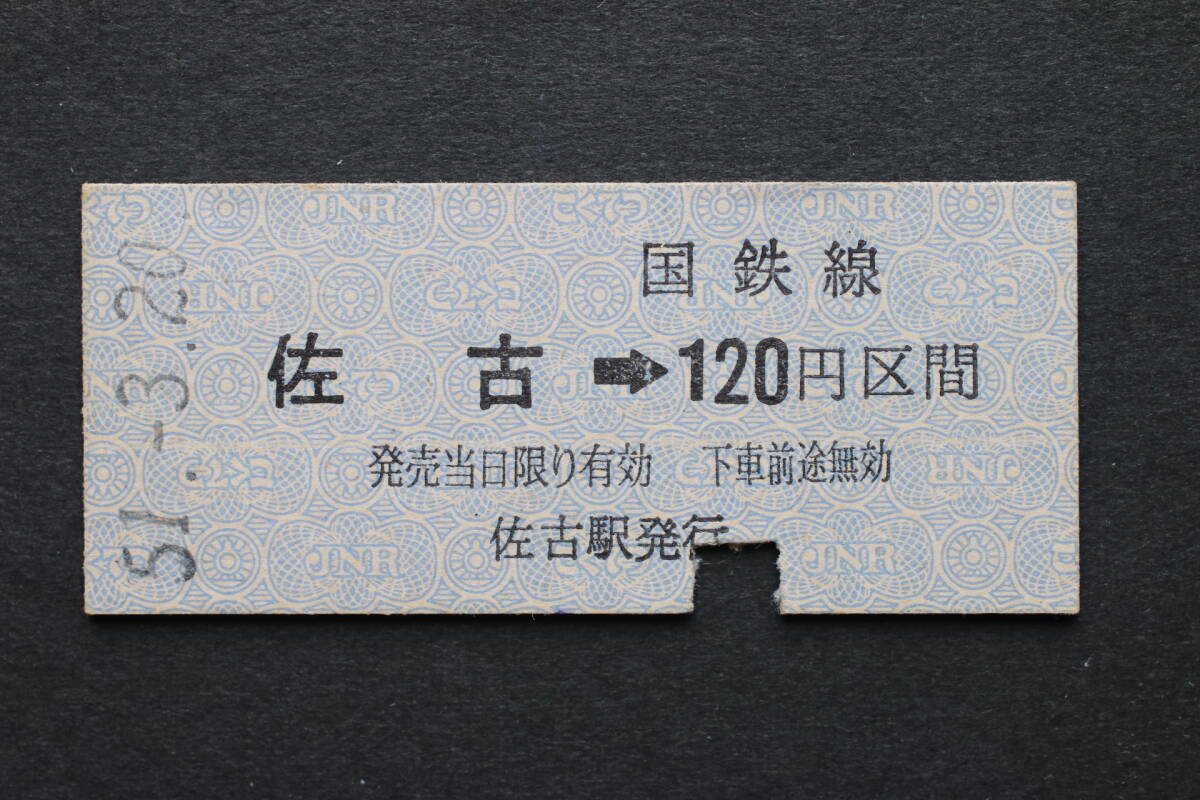 国鉄線
佐古➡120円区間
発売当日限り有効 下車前途無効
佐古駅発行
51.-3.20.